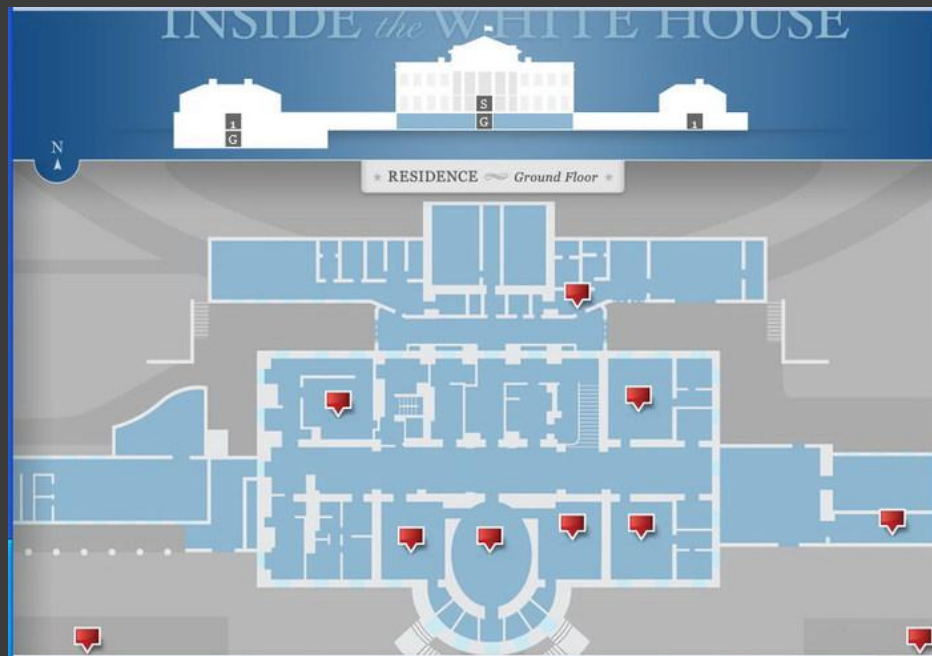 INSIDE the WHITE HOUSE
S
1
G
1
G
N
RESIDENCE Ground Floor